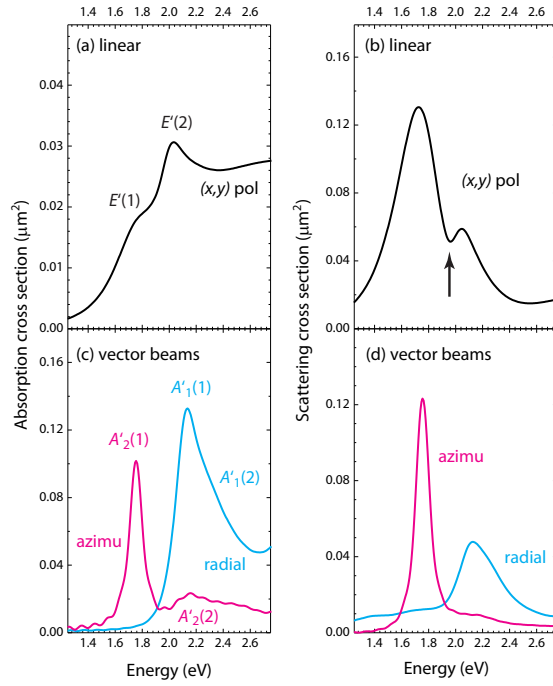 1.4 1.6 1.8 2.0 2.2 2.4 2.6
(a) linear
0.04
E′(2)
0.03
(x,y) pol
E′(1)
0.02
0.01
0.00
Absorption cross section (μm²)
(c) vector beams
0.16
A′₁(1)
0.12
A′₂(1)
A′₁(2)
0.08
azimu
radial
0.04
A′₂(2)
0.00
1.4 1.6 1.8 2.0 2.2 2.4 2.6
Energy (eV)
1.4 1.6 1.8 2.0 2.2 2.4 2.6
(b) linear
0.16
0.12
(x,y) pol
0.08
0.04
0.00
Scattering cross section (μm²)
(d) vector beams
0.12
azimu
0.08
radial
0.04
0.00
1.4 1.6 1.8 2.0 2.2 2.4 2.6
Energy (eV)